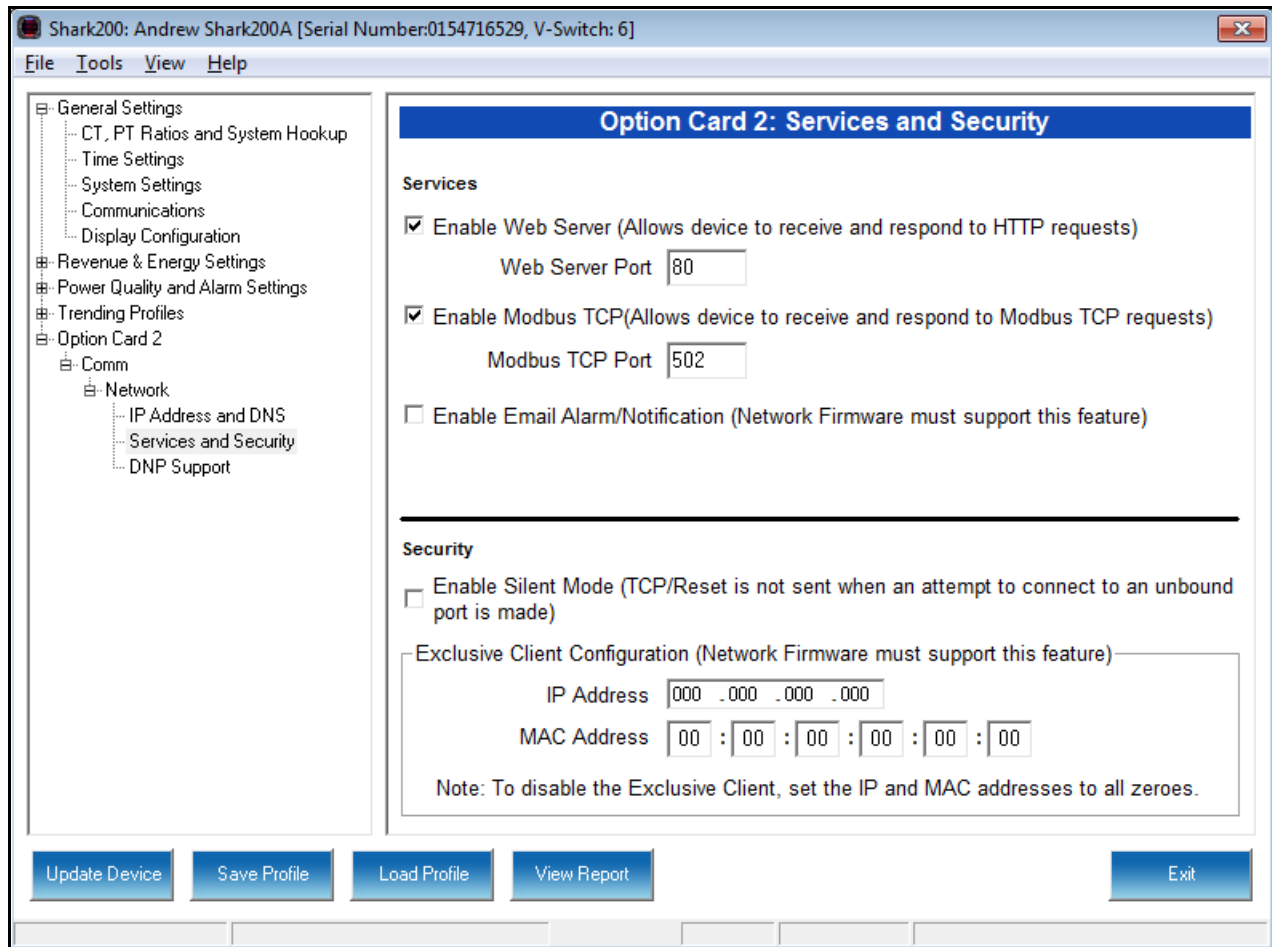 Shark200: Andrew Shark200A [Serial Number:0154716529, V-Switch: 6]
File Tools View Help
General Settings
CT, PT Ratios and System Hookup
Time Settings
System Settings
Communications
Display Configuration
Revenue & Energy Settings
Power Quality and Alarm Settings
Trending Profiles
Option Card 2
Comm
Network
IP Address and DNS
Services and Security
DNP Support
Option Card 2: Services and Security
Services
Enable Web Server (Allows device to receive and respond to HTTP requests)
Web Server Port 80
Enable Modbus TCP(Allows device to receive and respond to Modbus TCP requests)
Modbus TCP Port 502
Enable Email Alarm/Notification (Network Firmware must support this feature)
Security
Enable Silent Mode (TCP/Reset is not sent when an attempt to connect to an unbound
port is made)
Exclusive Client Configuration (Network Firmware must support this feature)
IP Address 000 .000 .000 .000
MAC Address 00 : 00 : 00 : 00 : 00 : 00
Note: To disable the Exclusive Client, set the IP and MAC addresses to all zeroes.
Update Device Save Profile Load Profile View Report Exit